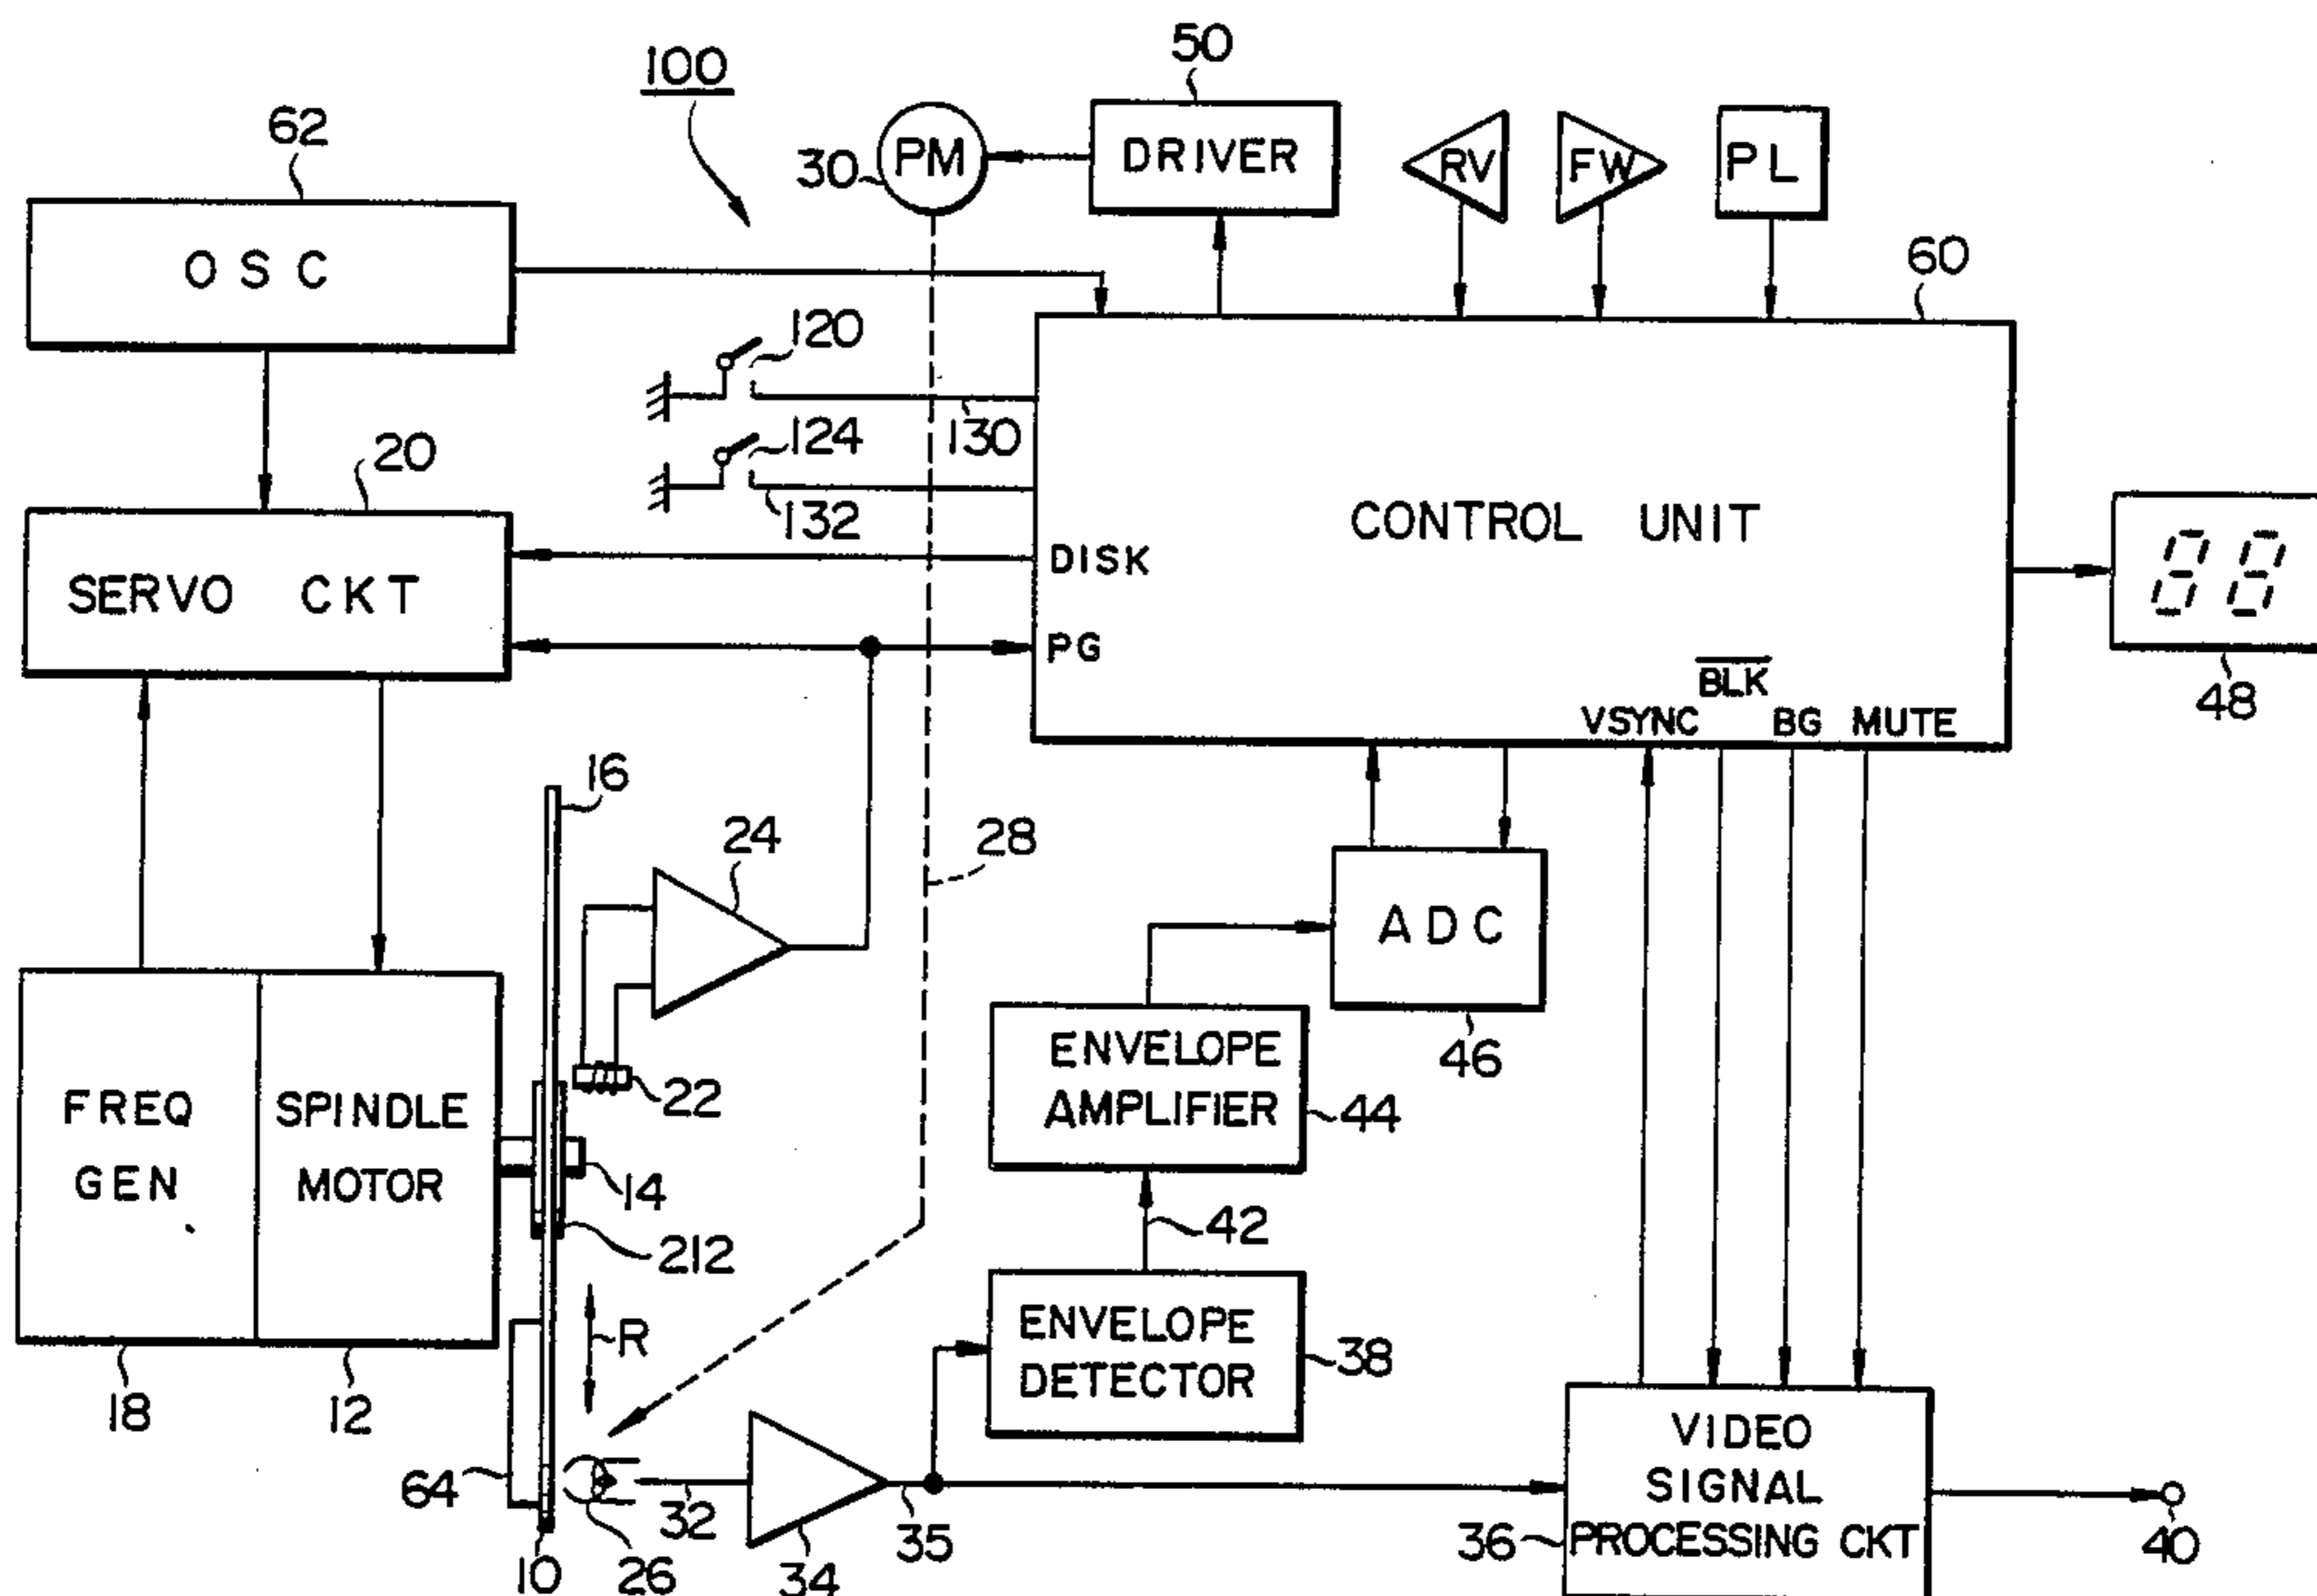 50
100
62
30
PM
DRIVER
RV
FW
PL
60
OSC
120
130
124
132
20
CONTROL UNIT
DISK
SERVO CKT
88
PG
BLK
VSYNC
BG
MUTE
48
16
24
28
ADC
46
ENVELOPE
AMPLIFIER
44
22
FREQ
GEN
SPINDLE
MOTOR
14
212
42
R
ENVELOPE
DETECTOR
38
18
12
64
VIDEO
SIGNAL
PROCESSING CKT
36
40
32
35
10
26
34